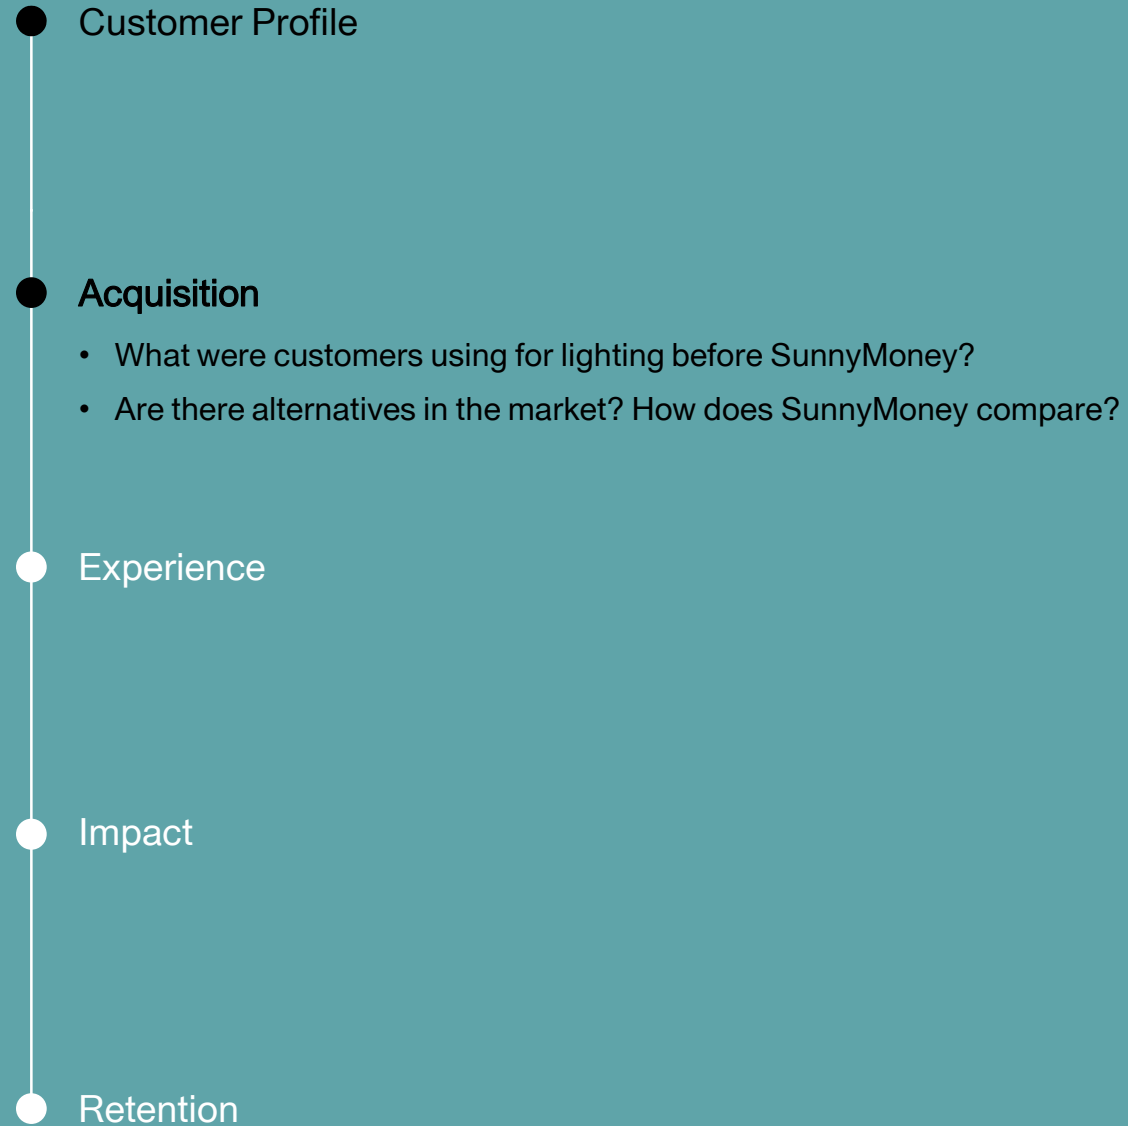 Customer Profile
Acquisition
• What were customers using for lighting before SunnyMoney?
• Are there alternatives in the market? How does SunnyMoney compare?
Experience
Impact
Retention